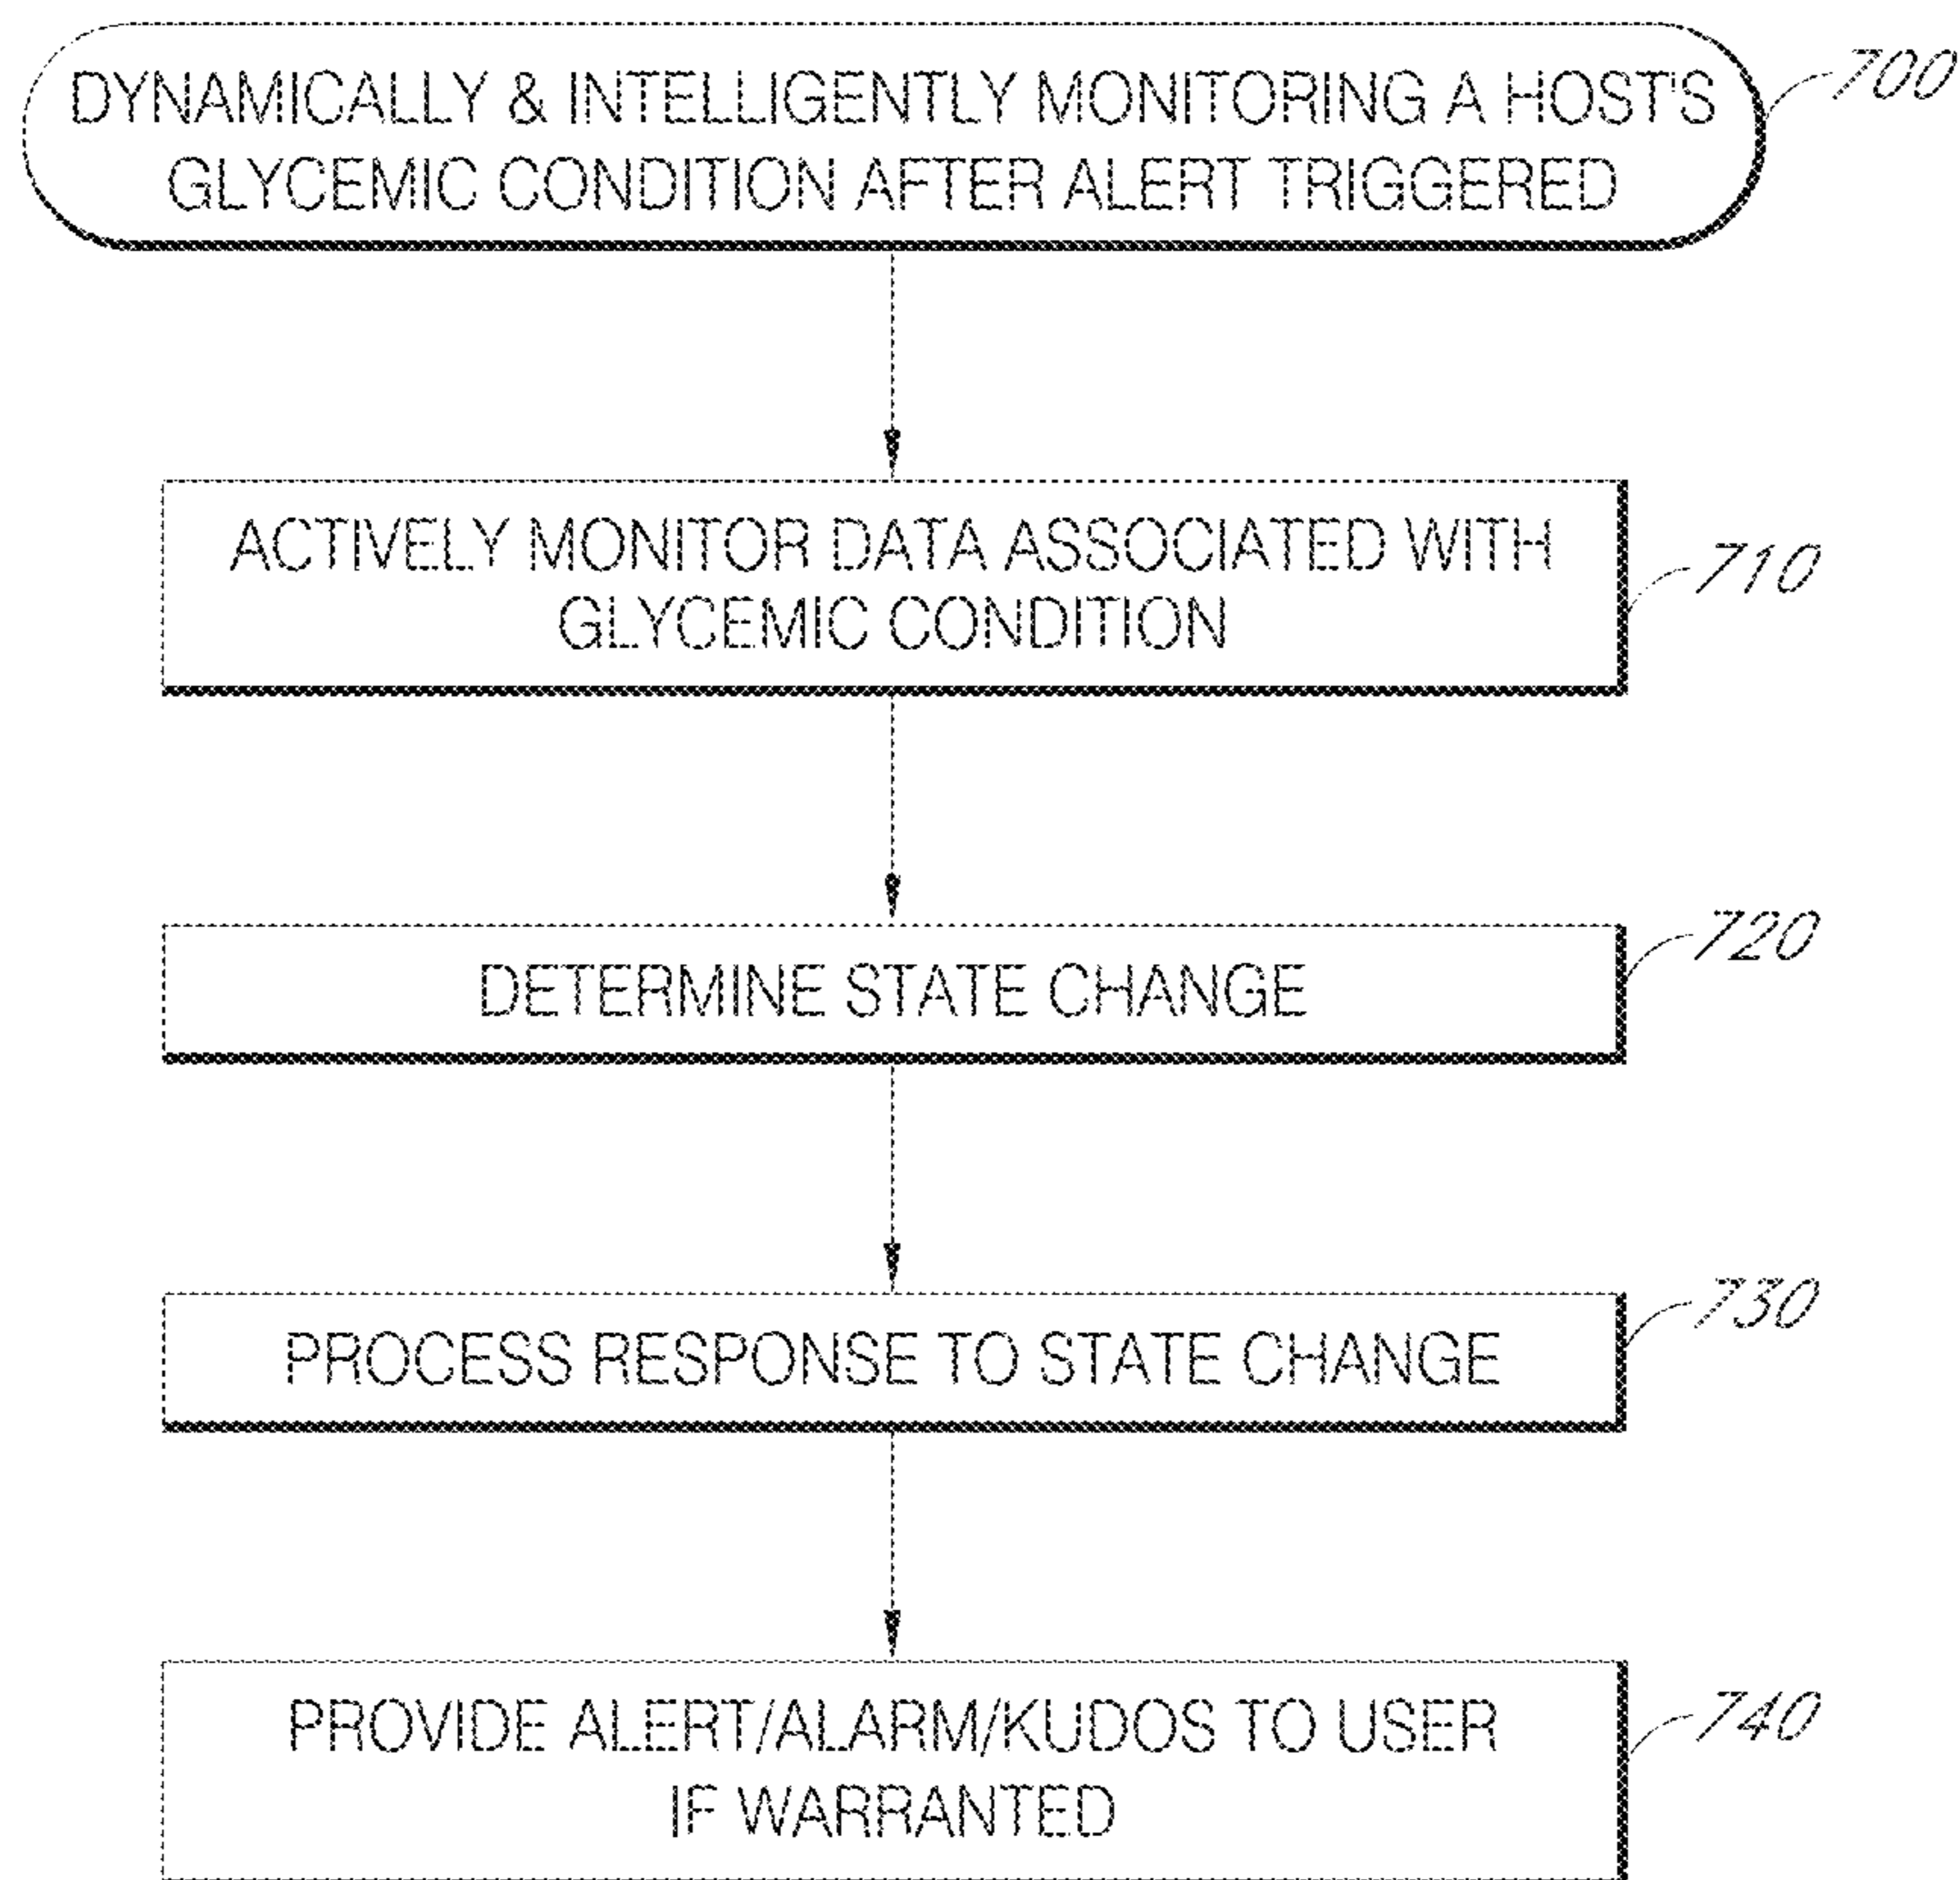 DYNAMICALLY & INTELLIGENTLY MONITORING A HOST'S
GLYCEMIC CONDITION AFTER ALERT TRIGGERED
700
ACTIVELY MONITOR DATA ASSOCIATED WITH
GLYCEMIC CONDITION
710
DETERMINE STATE CHANGE
720
PROCESS RESPONSE TO STATE CHANGE
730
PROVIDE ALERT/ALARM/KUDOS TO USER
IF WARRANTED
740